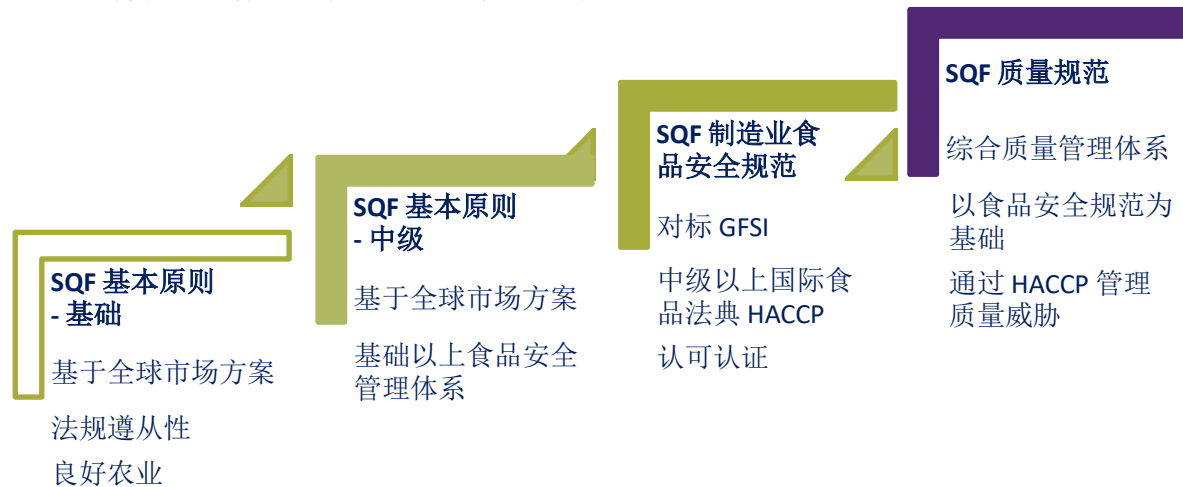 SQF 基本原则
- 基础
基于全球市场方案
法规遵从性
良好农业
SQF 基本原则
- 中级
基于全球市场方案
基础以上食品安全
管理体系
SQF 制造业食
品安全规范
对标 GFSI
中级以上国际食
品法典 HACCP
认可认证
SQF 质量规范
综合质量管理体系
以食品安全规范为
基础
通过 HACCP 管理
质量威胁